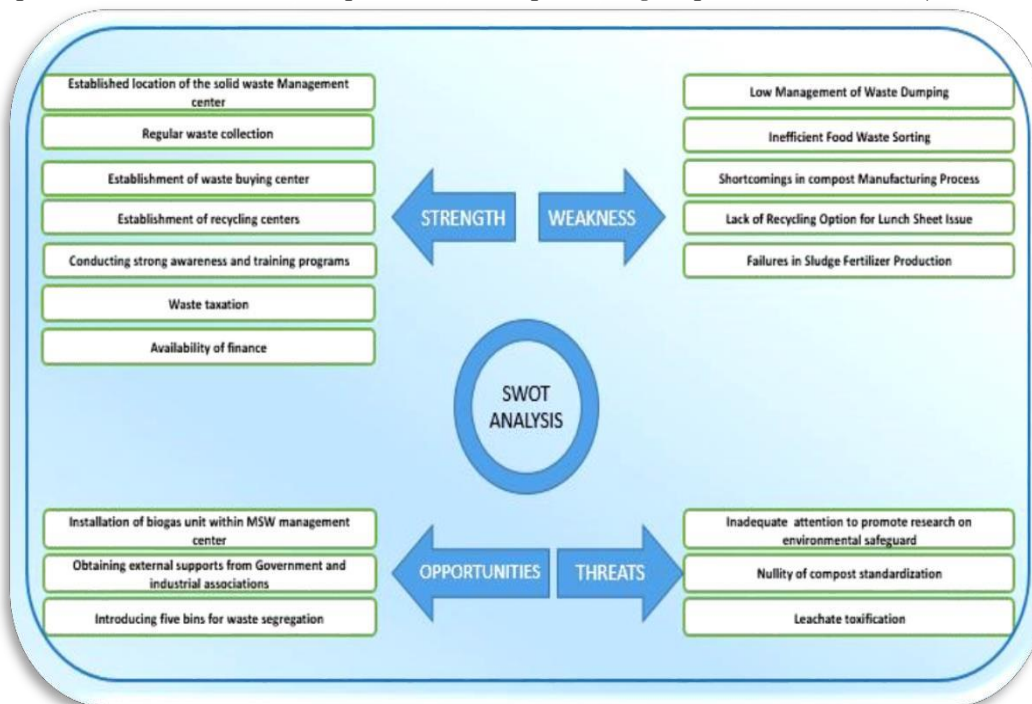 Established location of the solid waste Management
center
Regular waste collection
Establishment of waste buying center
Establishment of recycling centers
Conducting strong awareness and training programs
Waste taxation
Availability of finance
STRENGTH
WEAKNESS
Low Management of Waste Dumping
Inefficient Food Waste Sorting
Shortcomings in compost Manufacturing Process
Lack of Recycling Option for Lunch Sheet Issue
Failures in Sludge Fertilizer Production
SWOT
ANALYSIS
Installation of biogas unit within MSW management
center
Obtaining external supports from Government and
industrial associations
Introducing five bins for waste segregation
OPPORTUNITIES
THREATS
Inadequate attention to promote research on
environmental safeguard
Nullity of compost standardization
Leachate toxification